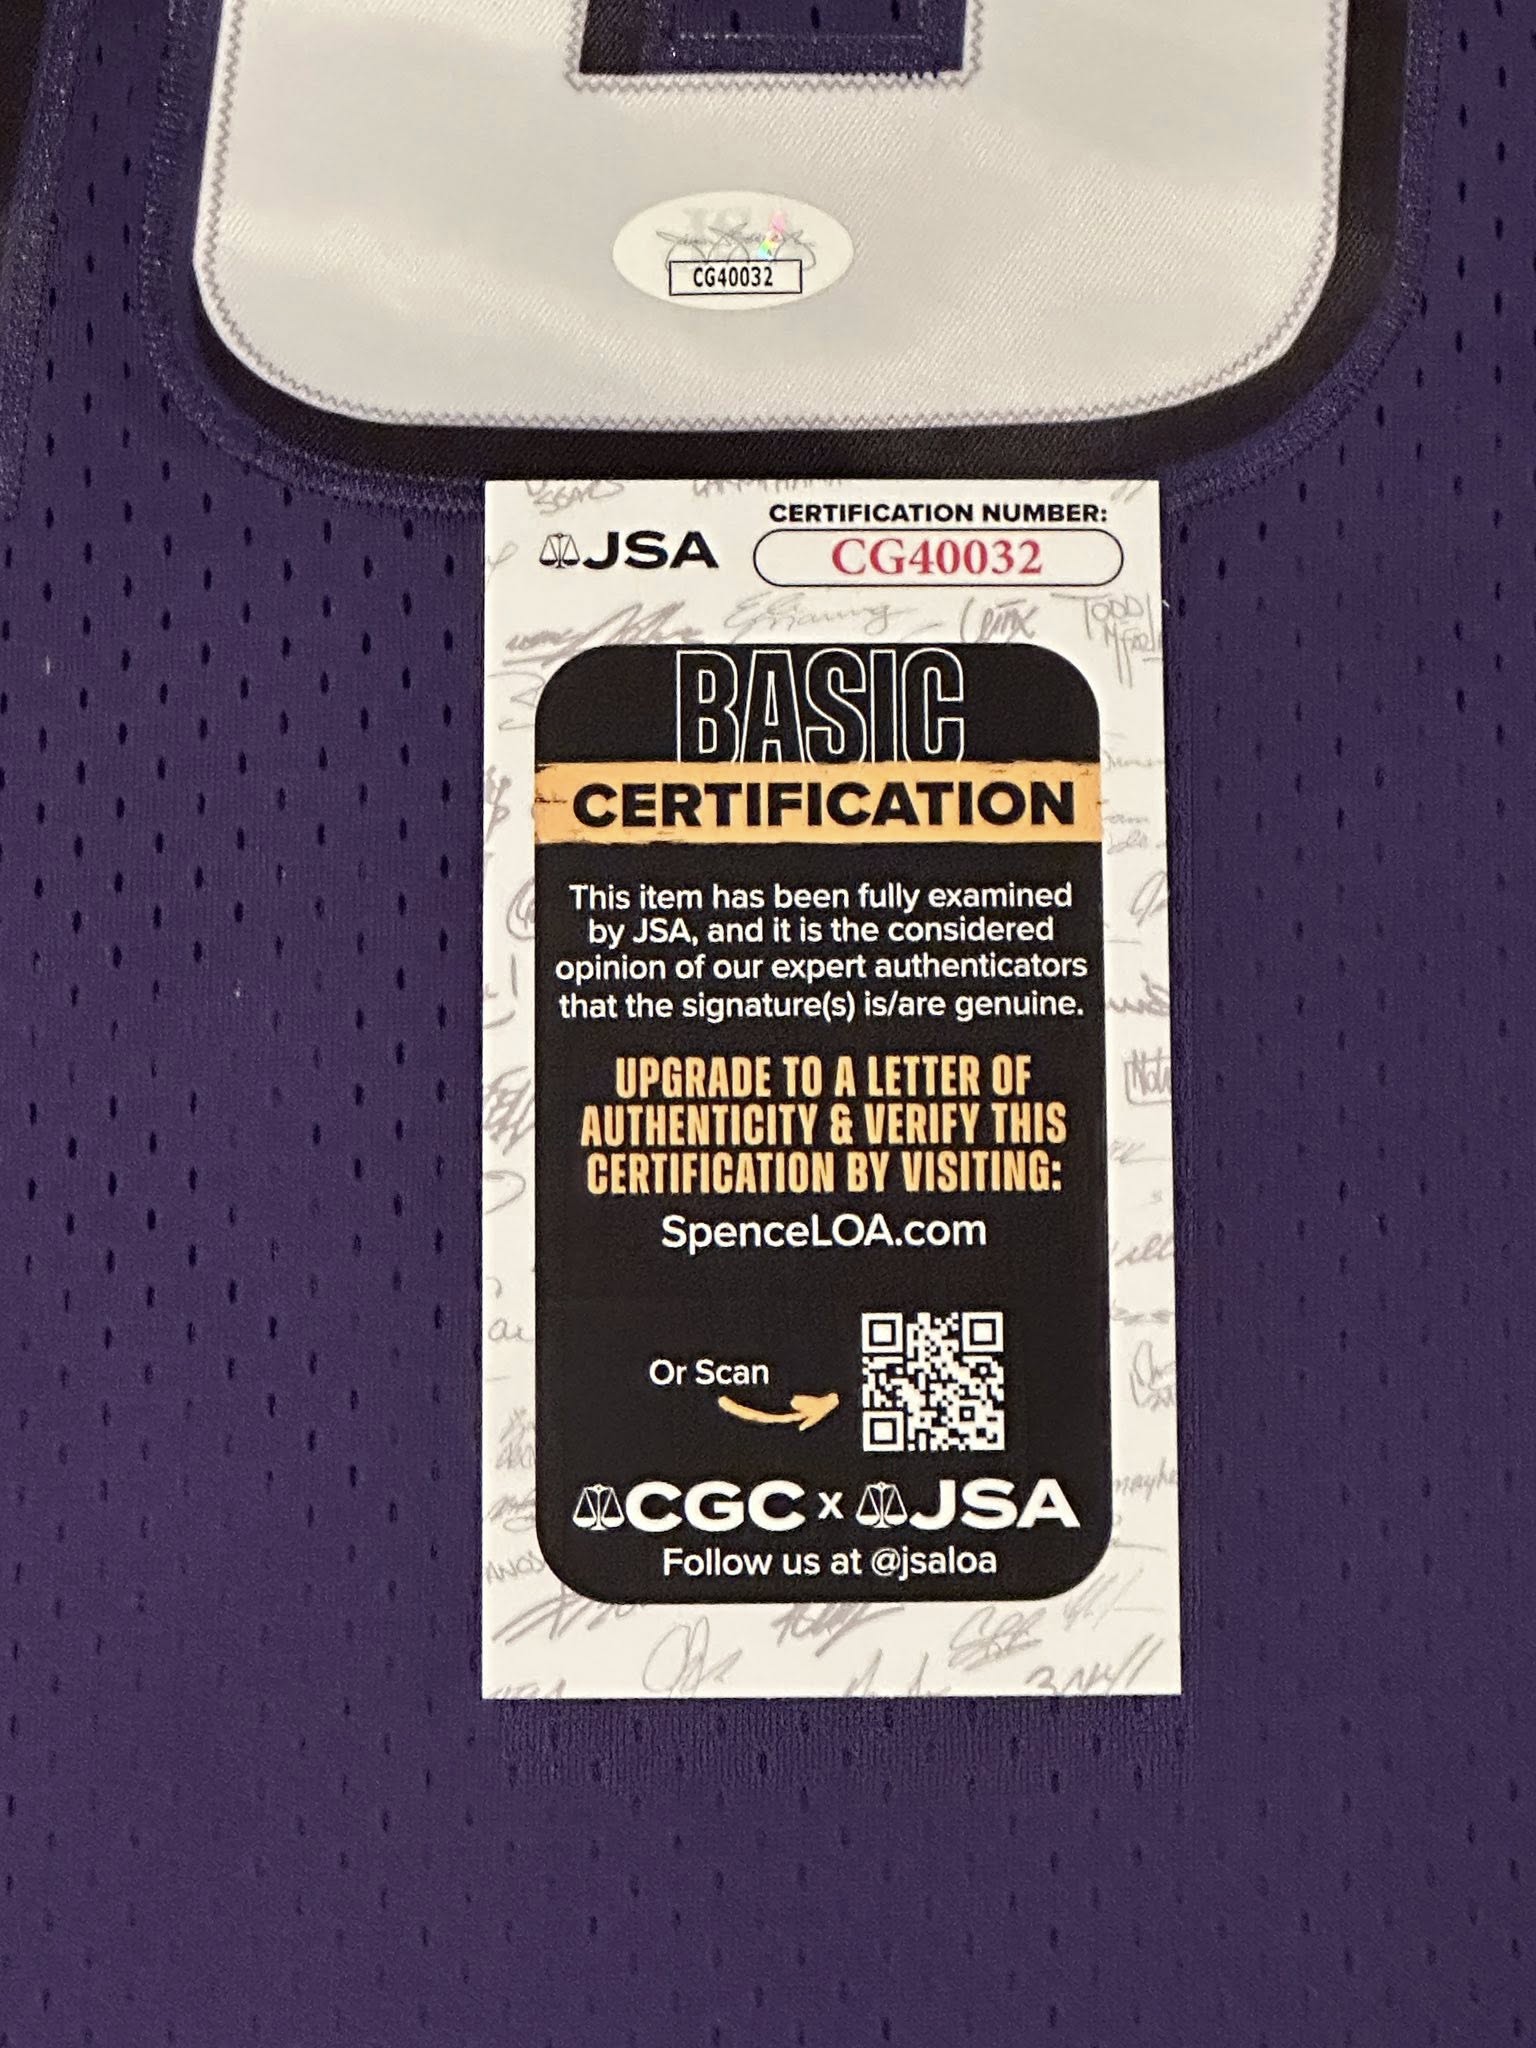 CG40032
JSA
CERTIFICATION NUMBER:
CG40032
BASIC
CERTIFICATION
This item has been fully examined
by JSA, and it is the considered
opinion of our expert authenticators
that the signature(s) is/are genuine.
UPGRADE TO A LETTER OF
AUTHENTICITY & VERIFY THIS
CERTIFICATION BY VISITING:
SpenceLOA.com
Or Scan
CGC x JSA
Follow us at @jsaloa